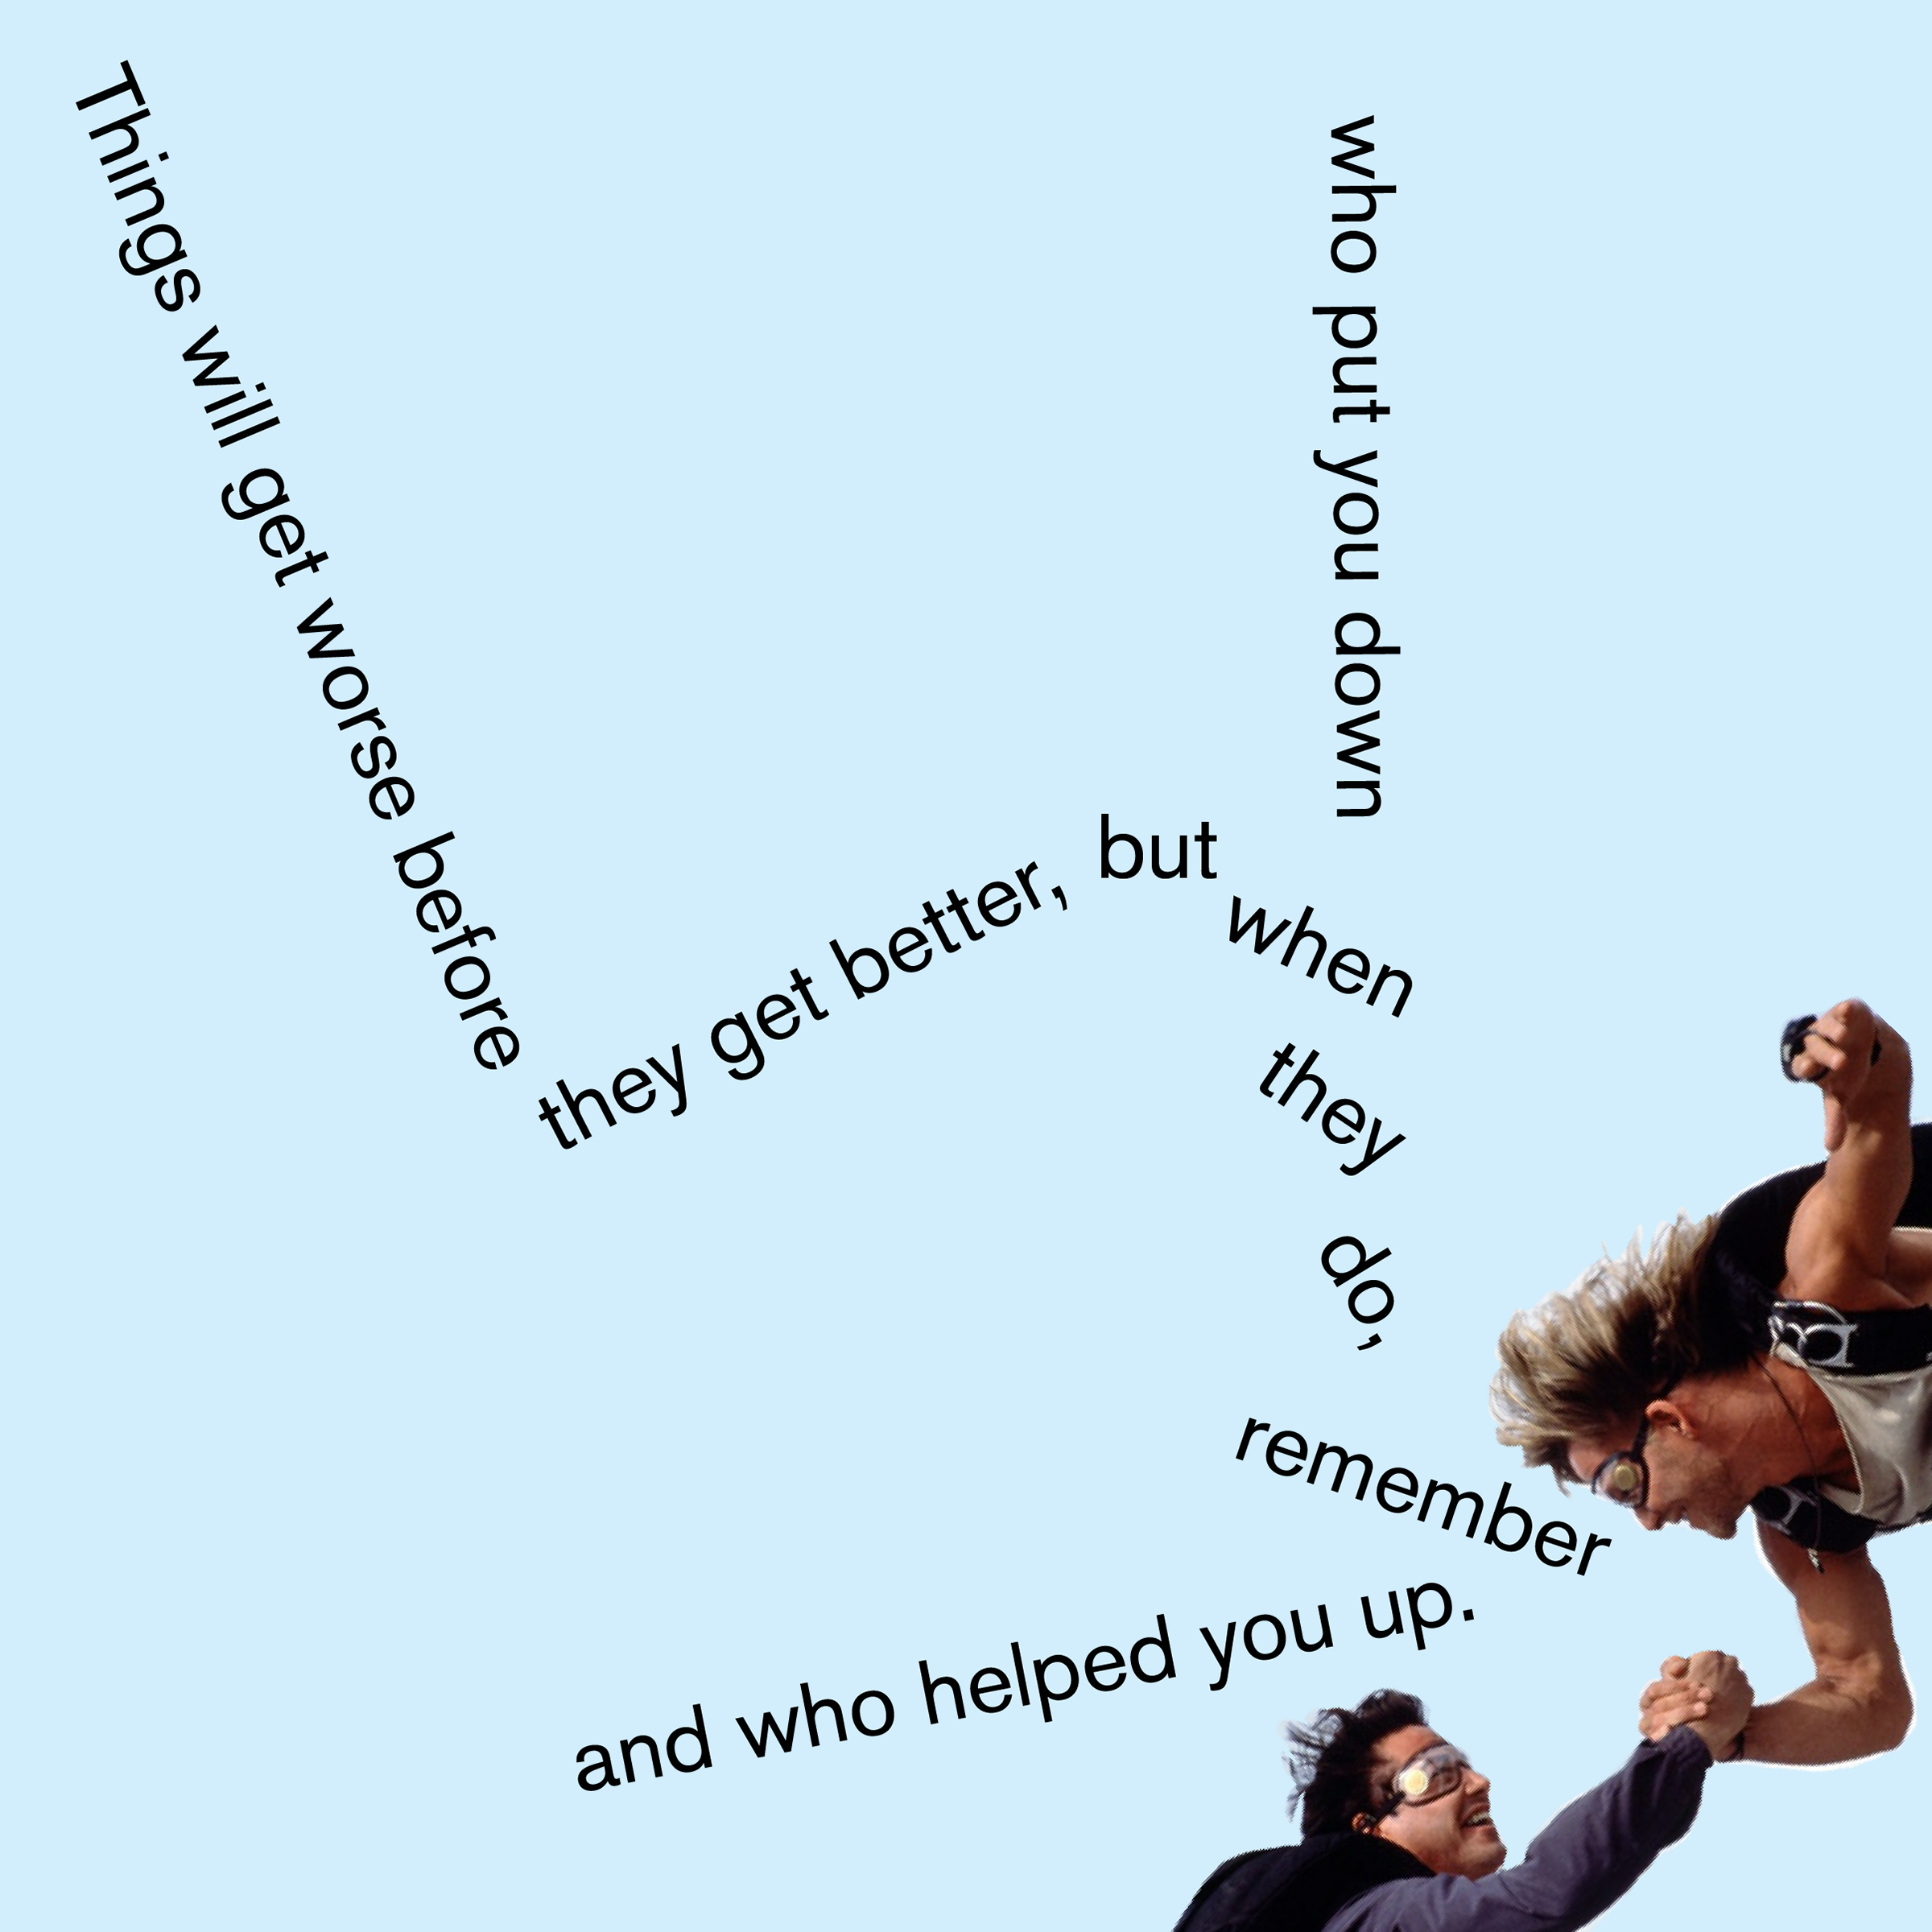 Things will get worse before
they get better,
but
when
they
do,
remember
who put you down
and who helped you up.